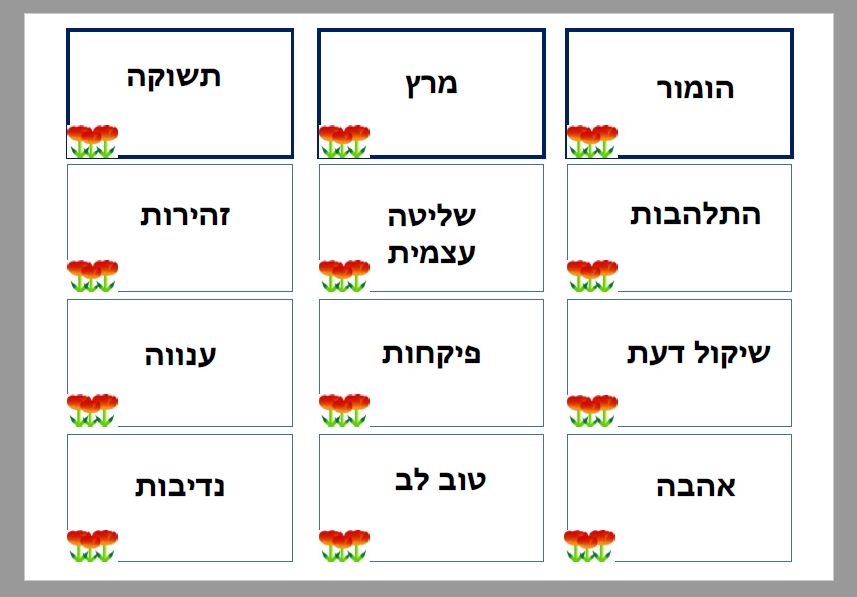 הומור
מרץ
תשוקה
התלהבות
שליטה
עצמית
זהירות
שיקול דעת
פיקחות
ענווה
אהבה
טוב לב
נדיבות